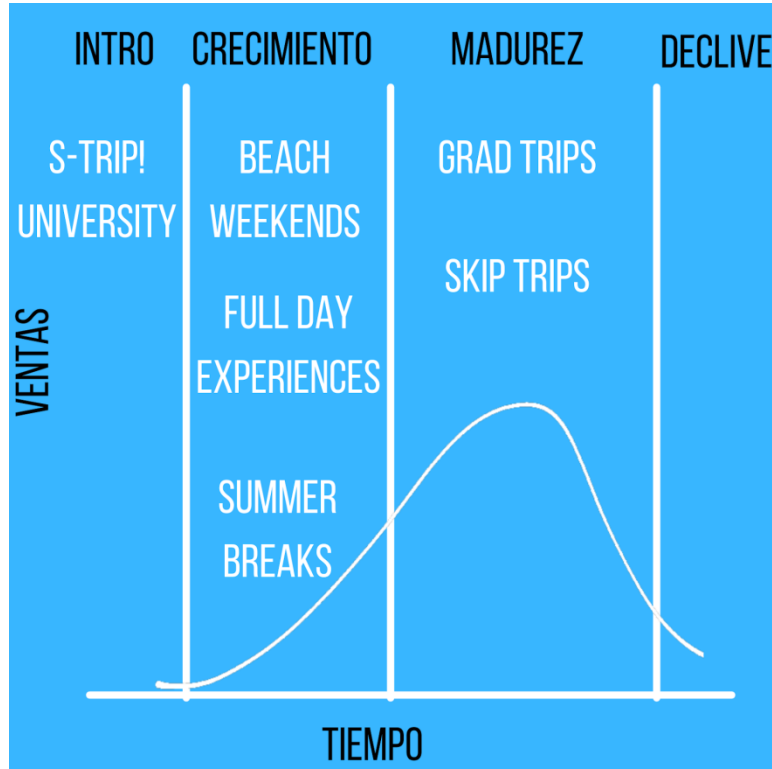 INTRO
CRECIMIENTO
MADUREZ
DECLIVE
S-TRIP!
UNIVERSITY
BEACH
WEEKENDS
FULL DAY
EXPERIENCES
SUMMER
BREAKS
GRAD TRIPS
SKIP TRIPS
VENTAS
TIEMPO